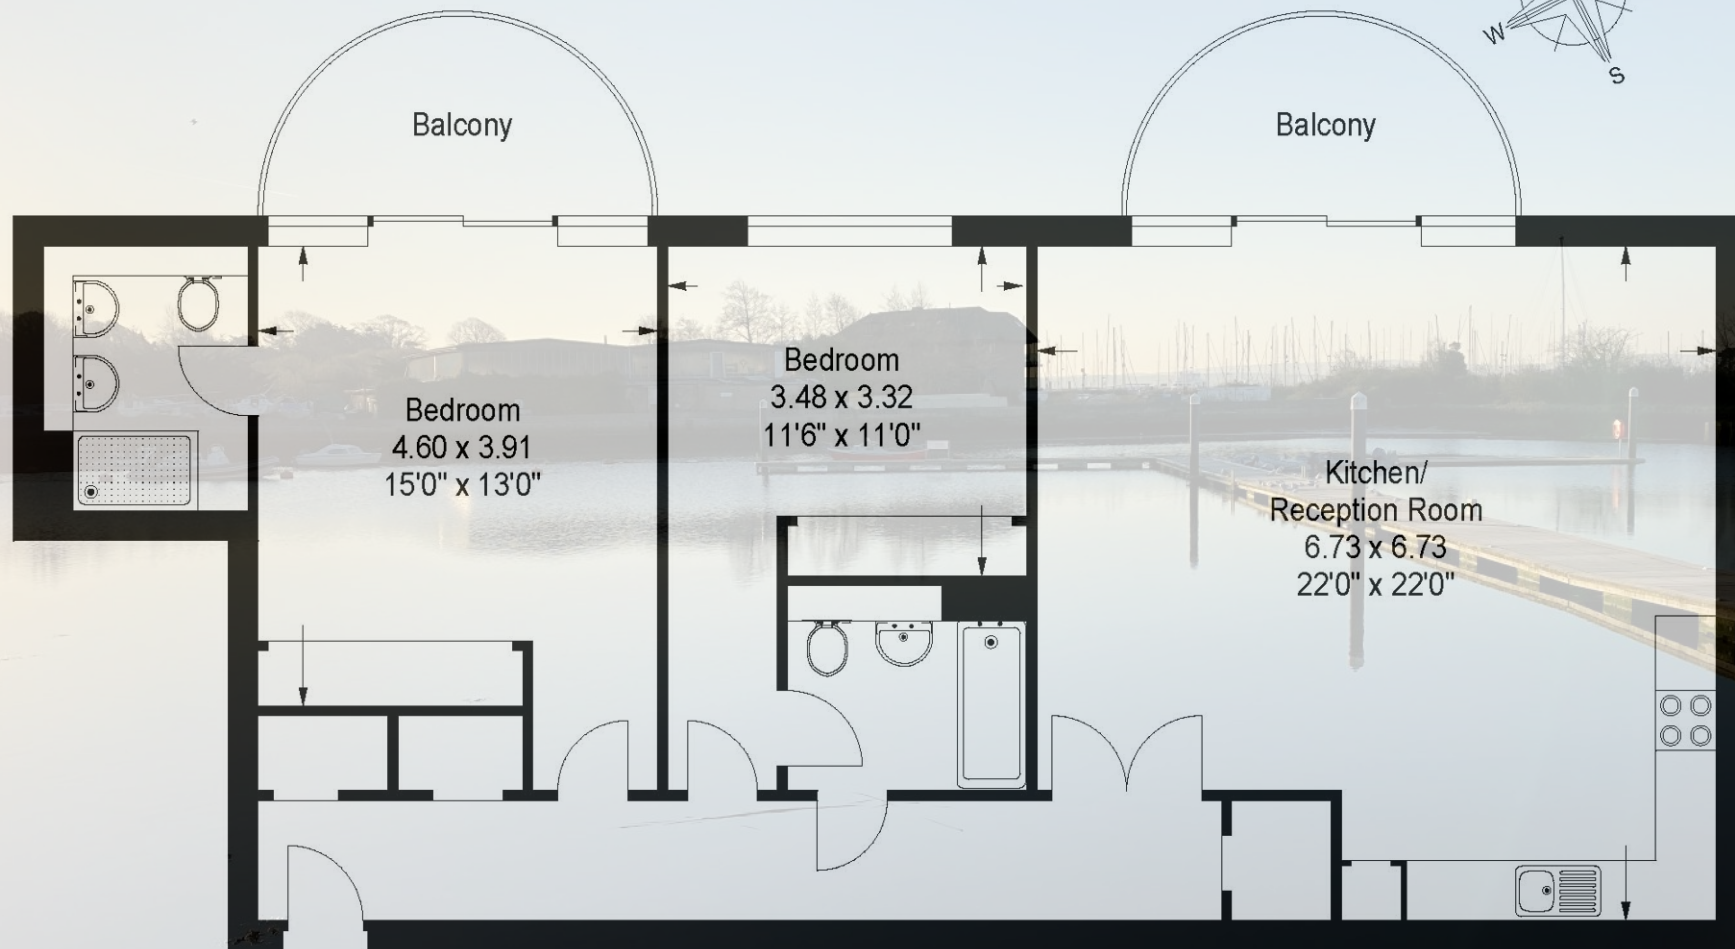 W
S
Balcony
Balcony
Bedroom
4.60 x 3.91
15'0" x 13'0"
Bedroom
3.48 x 3.32
11'6" x 11'0"
Kitchen/
Reception Room
6.73 x 6.73
22'0" x 22'0"